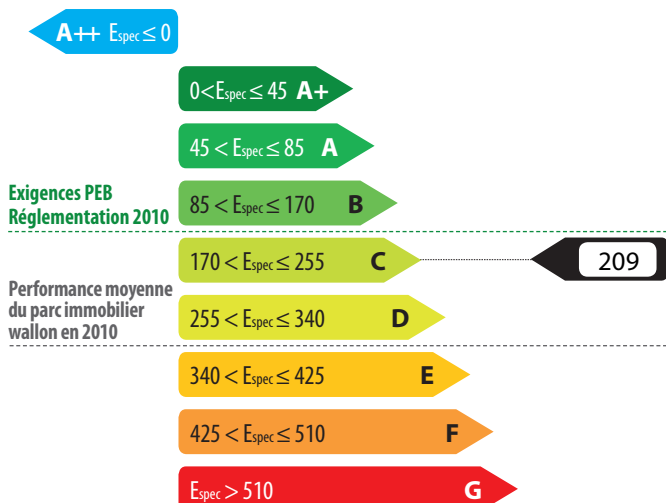 A++ Espec ≤ 0
0<Espec ≤ 45 A+
45 < Espec ≤ 85 A
Exigences PEB
Réglementation 2010
85 < Espec ≤ 170 B
170 < Espec ≤ 255 C
209
Performance moyenne
du parc immobilier
wallon en 2010
255 < Espec ≤ 340 D
340 < Espec ≤ 425 E
425 < Espec ≤ 510 F
Espec > 510 G